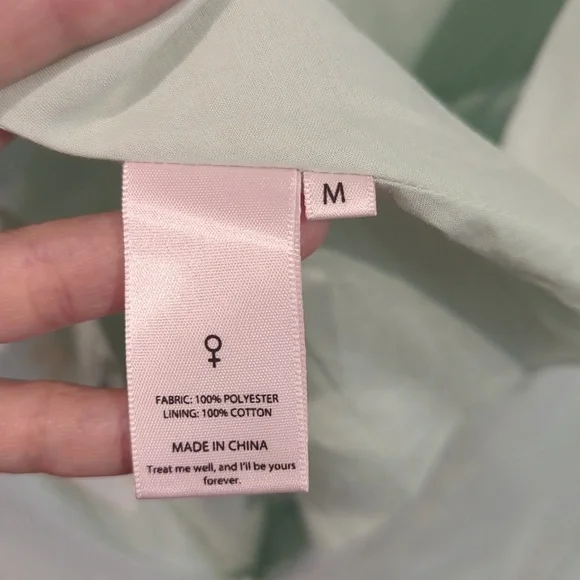 M
FABRIC: 100% POLYESTER
LINING: 100% COTTON
MADE IN CHINA
Treat me well, and I'll be yours
forever.